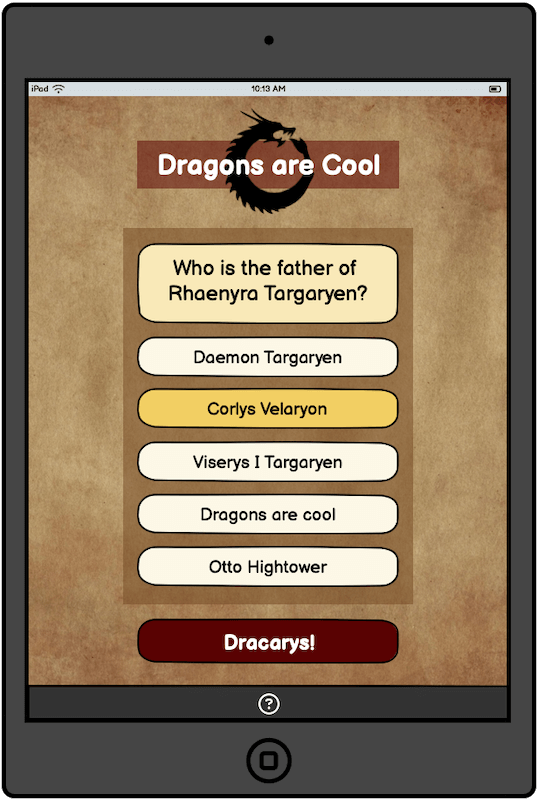 iPod
10:13 AM
Dragons are Cool
Who is the father of
Rhaenyra Targaryen?
Daemon Targaryen
Corlys Velaryon
Viserys I Targaryen
Dragons are cool
Otto Hightower
Dracarys!
?